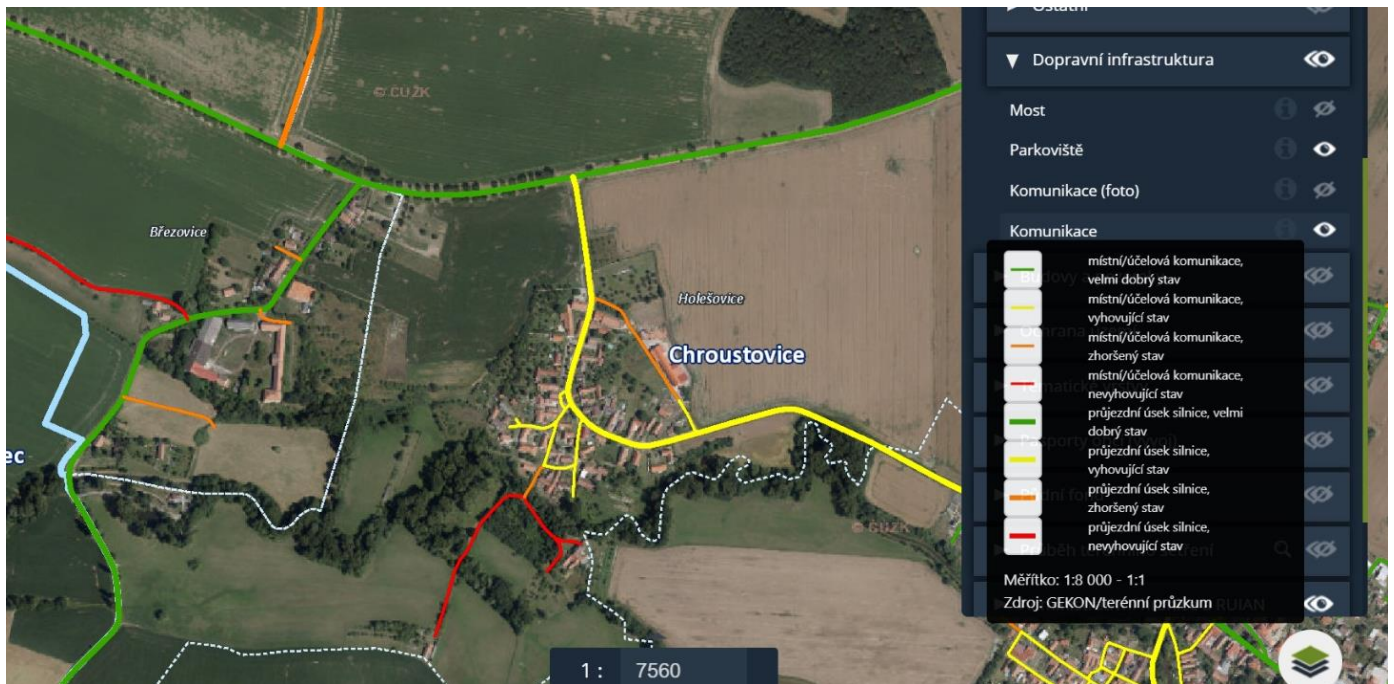 Ostatní
Dopravní infrastruktura
Most
Parkoviště
Komunikace (foto)
Komunikace
místní/účelová komunikace,
velmi dobrý stav
místní/účelová komunikace,
vyhovující stav
místní/účelová komunikace,
zhoršený stav
místní/účelová komunikace,
nevyhovující stav
průjezdní úsek silnice, velmi
dobrý stav
průjezdní úsek silnice,
vyhovující stav
průjezdní úsek silnice,
zhoršený stav
průjezdní úsek silnice,
nevyhovující stav
Měřítko: 1:8 000 - 1:1
Zdroj: GEKON/terénní průzkum
RUIAN
© ČÚZK
Březovice
Holešovice
Chroustovice
ec
© ČÚZK
1 : 7560